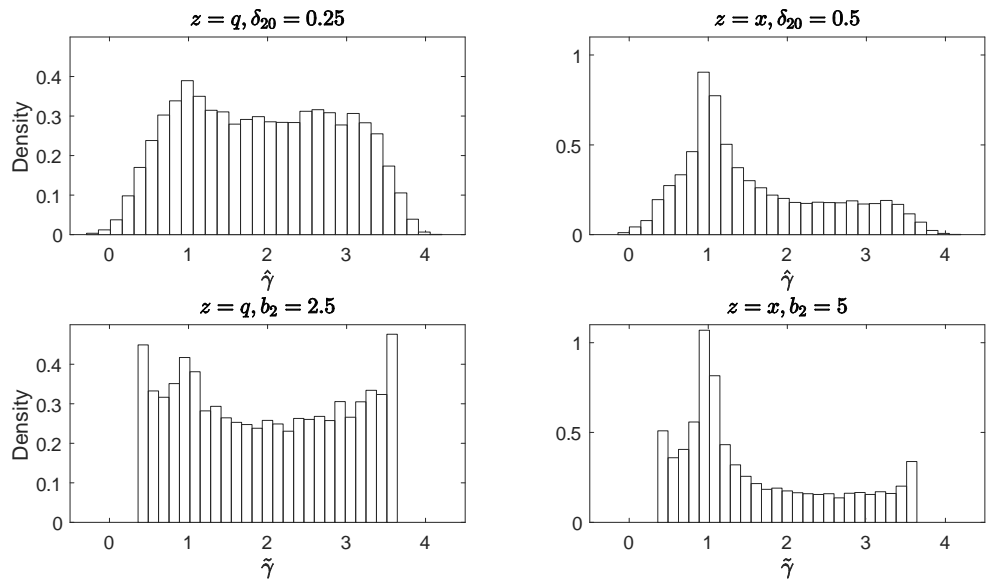 z = q, δ₂₀ = 0.25
0.4
0.3
0.2
0.1
0
Density
0 1 2 3 4
γ̂
z = x, δ₂₀ = 0.5
1
0.5
0
0 1 2 3 4
γ̂
z = q, b₂ = 2.5
0.4
0.3
0.2
0.1
0
Density
0 1 2 3 4
γ̃
z = x, b₂ = 5
1
0.5
0
0 1 2 3 4
γ̃